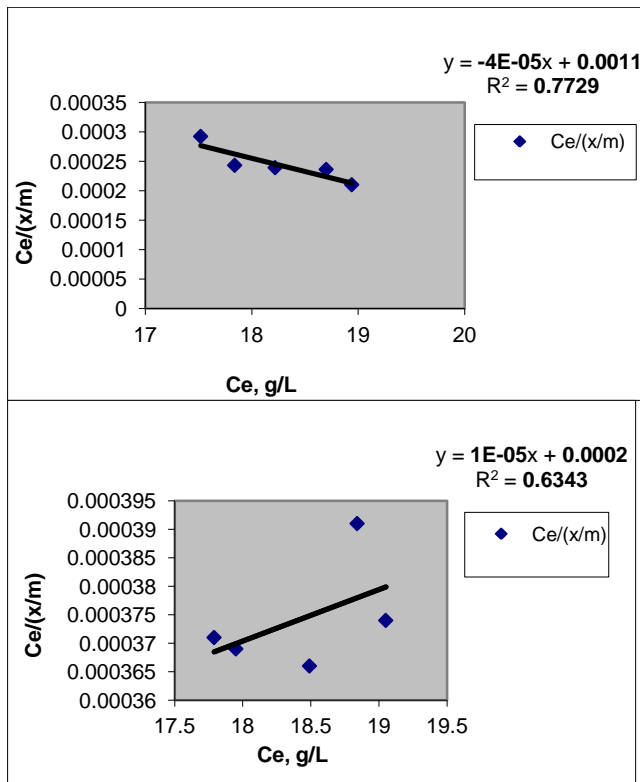 y = -4E-05x + 0.0011
R² = 0.7729
0.00035
0.0003
0.00025
0.0002
0.00015
0.0001
0.00005
0
Ce/(x/m)
17 18 19 20
Ce, g/L
Ce/(x/m)
y = 1E-05x + 0.0002
R² = 0.6343
0.000395
0.00039
0.000385
0.00038
0.000375
0.00037
0.000365
0.00036
Ce/(x/m)
17.5 18 18.5 19 19.5
Ce, g/L
Ce/(x/m)